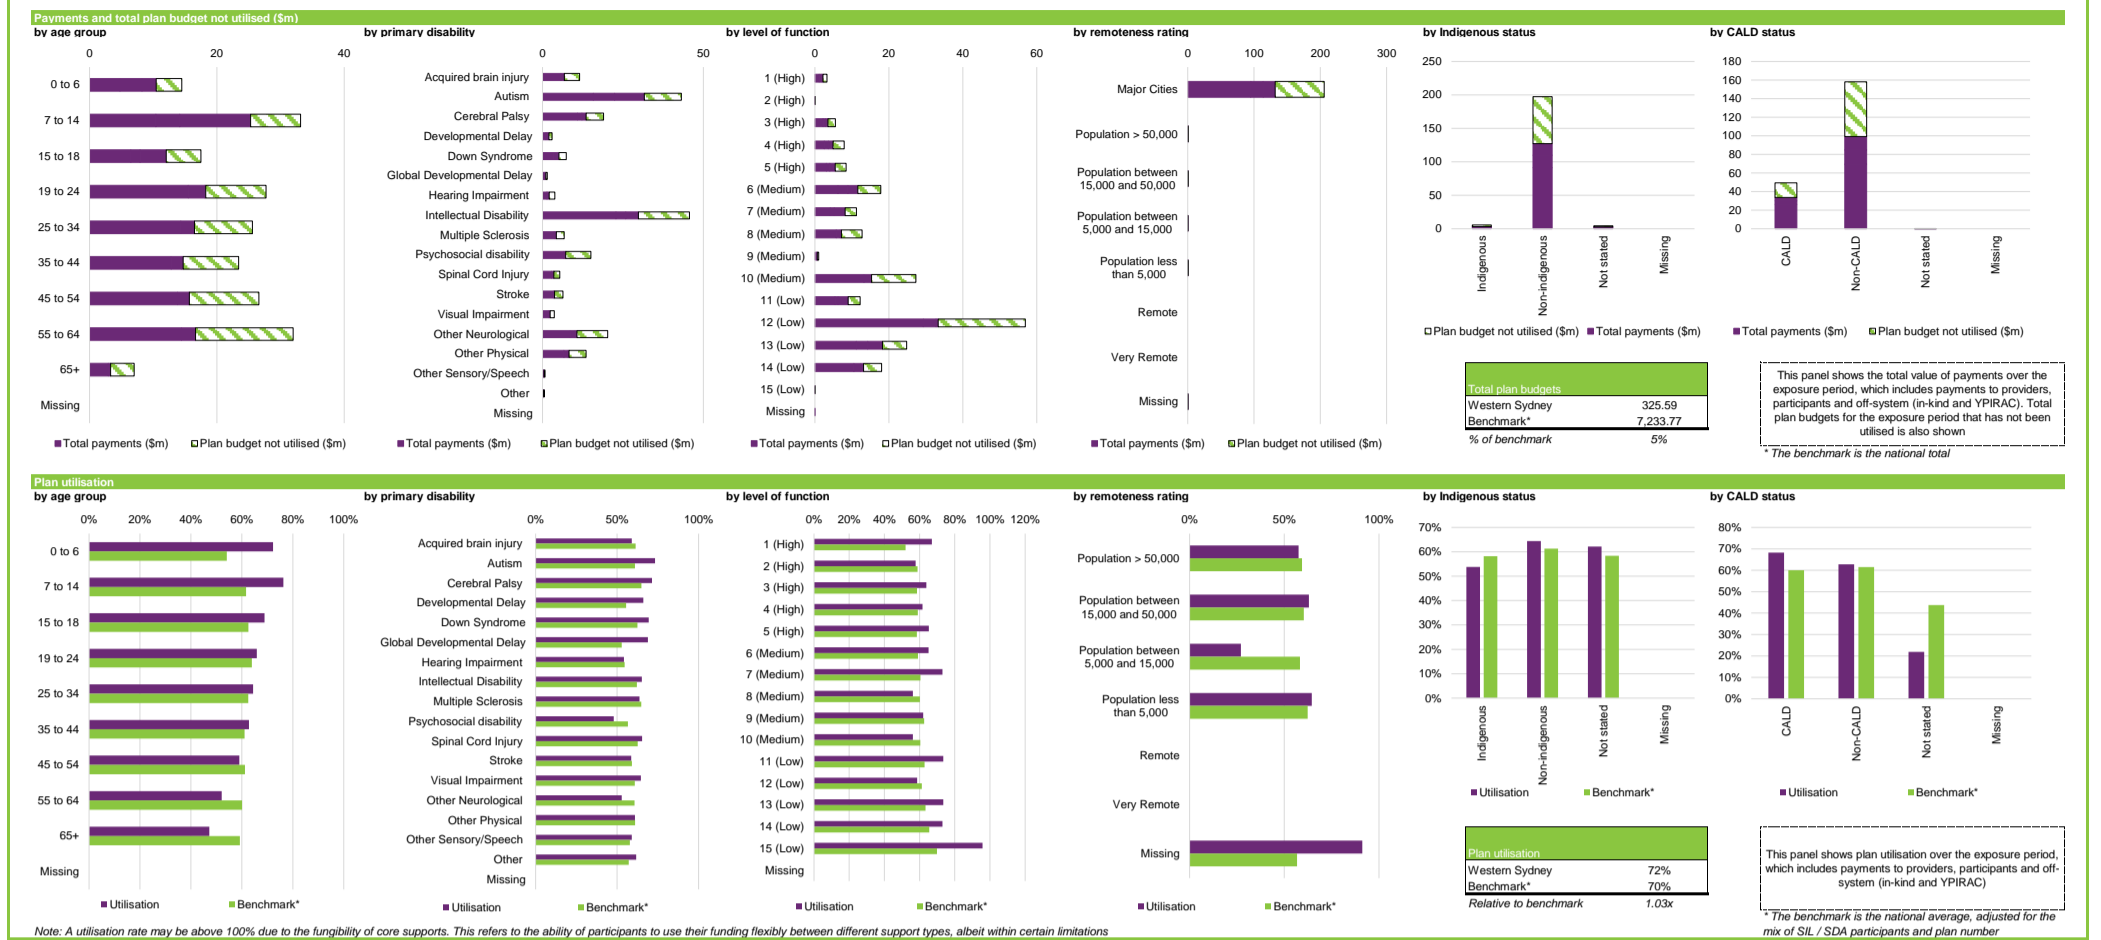 Payments and total plan budget not utilised ($m)
by age group
0 20 40
0 to 6
7 to 14
15 to 18
19 to 24
25 to 34
35 to 44
45 to 54
55 to 64
65+
Missing
Total payments ($m) Plan budget not utilised ($m)
by primary disability
0 50
Acquired brain injury
Autism
Cerebral Palsy
Developmental Delay
Down Syndrome
Global Developmental Delay
Hearing Impairment
Intellectual Disability
Multiple Sclerosis
Psychosocial disability
Spinal Cord Injury
Stroke
Visual Impairment
Other Neurological
Other Physical
Other Sensory/Speech
Other
Missing
Total payments ($m) Plan budget not utilised ($m)
by level of function
0 20 40 60
1 (High)
2 (High)
3 (High)
4 (High)
5 (High)
6 (Medium)
7 (Medium)
8 (Medium)
9 (Medium)
10 (Medium)
11 (Low)
12 (Low)
13 (Low)
14 (Low)
15 (Low)
Missing
Total payments ($m) Plan budget not utilised ($m)
by remoteness rating
0 100 200 300
Major Cities
Population > 50,000
Population between
15,000 and 50,000
Population between
5,000 and 15,000
Population less
than 5,000
Remote
Very Remote
Missing
Total payments ($m) Plan budget not utilised ($m)
by Indigenous status
250
200
150
100
50
0
Indigenous
Non-indigenous
Not stated
Missing
Plan budget not utilised ($m) Total payments ($m)
by CALD status
180
160
140
120
100
80
60
40
20
0
CALD
Non-CALD
Not stated
Missing
Total payments ($m) Plan budget not utilised ($m)
Total plan budgets
Western Sydney 325.59
Benchmark* 7,233.77
% of benchmark 5%
This panel shows the total value of payments over the
exposure period, which includes payments to providers,
participants and off-system (in-kind and YPIRAC). Total
plan budgets for the exposure period that has not been
utilised is also shown
* The benchmark is the national total
Plan utilisation
by age group
0% 20% 40% 60% 80% 100%
0 to 6
7 to 14
15 to 18
19 to 24
25 to 34
35 to 44
45 to 54
55 to 64
65+
Missing
Utilisation Benchmark*
by primary disability
0% 50% 100%
Acquired brain injury
Autism
Cerebral Palsy
Developmental Delay
Down Syndrome
Global Developmental Delay
Hearing Impairment
Intellectual Disability
Multiple Sclerosis
Psychosocial disability
Spinal Cord Injury
Stroke
Visual Impairment
Other Neurological
Other Physical
Other Sensory/Speech
Other
Missing
Utilisation Benchmark*
by level of function
0% 20% 40% 60% 80% 100% 120%
1 (High)
2 (High)
3 (High)
4 (High)
5 (High)
6 (Medium)
7 (Medium)
8 (Medium)
9 (Medium)
10 (Medium)
11 (Low)
12 (Low)
13 (Low)
14 (Low)
15 (Low)
Missing
Utilisation Benchmark*
by remoteness rating
0% 50% 100%
Population > 50,000
Population between
15,000 and 50,000
Population between
5,000 and 15,000
Population less
than 5,000
Remote
Very Remote
Missing
Utilisation Benchmark*
by Indigenous status
70%
60%
50%
40%
30%
20%
10%
0%
Indigenous
Non-indigenous
Not stated
Missing
Utilisation Benchmark*
by CALD status
80%
70%
60%
50%
40%
30%
20%
10%
0%
CALD
Non-CALD
Not stated
Missing
Utilisation Benchmark*
Plan utilisation
Western Sydney 72%
Benchmark* 70%
Relative to benchmark 1.03x
This panel shows plan utilisation over the exposure period,
which includes payments to providers, participants and off-
system (in-kind and YPIRAC)
* The benchmark is the national average, adjusted for the
mix of SIL / SDA participants and plan number
Note: A utilisation rate may be above 100% due to the fungibility of core supports. This refers to the ability of participants to use their funding flexibly between different support types, albeit within certain limitations